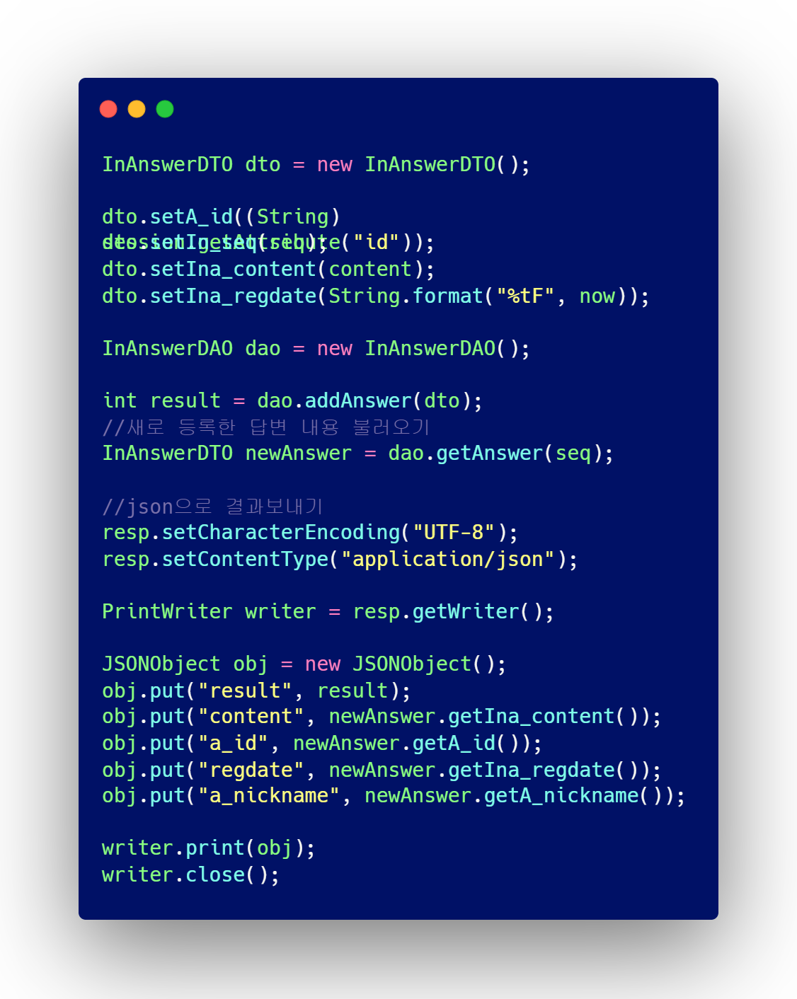 InAnswerDTO dto = new InAnswerDTO();
dto.setA_id((String)
session.getAttribute("id"));
dto.setIn_seq(seq);
dto.setIna_content(content);
dto.setIna_regdate(String.format("%tF", now));
InAnswerDAO dao = new InAnswerDAO();
int result = dao.addAnswer(dto);
//새로 등록한 답변 내용 불러오기
InAnswerDTO newAnswer = dao.getAnswer(seq);
//json으로 결과보내기
resp.setCharacterEncoding("UTF-8");
resp.setContentType("application/json");
PrintWriter writer = resp.getWriter();
JSONObject obj = new JSONObject();
obj.put("result", result);
obj.put("content", newAnswer.getIna_content());
obj.put("a_id", newAnswer.getA_id());
obj.put("regdate", newAnswer.getIna_regdate());
obj.put("a_nickname", newAnswer.getA_nickname());
writer.print(obj);
writer.close();